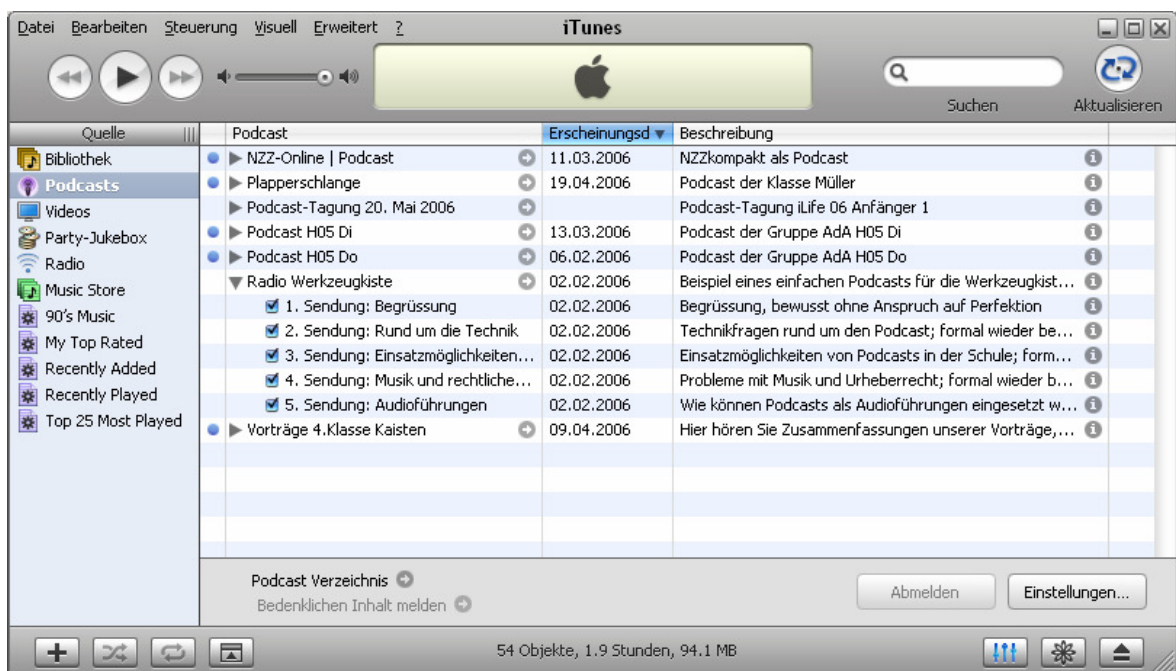 Datei Bearbeiten Steuerung Visuell Erweitert ?
iTunes
Suchen
Aktualisieren
Quelle
Bibliothek
Podcasts
Videos
Party-Jukebox
Radio
Music Store
90's Music
My Top Rated
Recently Added
Recently Played
Top 25 Most Played
Podcast Erscheinungsd Beschreibung
NZZ-Online | Podcast 11.03.2006 NZZkompakt als Podcast
Plapperschlange 19.04.2006 Podcast der Klasse Müller
Podcast-Tagung 20. Mai 2006 Podcast-Tagung iLife 06 Anfänger 1
Podcast H05 Di 13.03.2006 Podcast der Gruppe AdA H05 Di
Podcast H05 Do 06.02.2006 Podcast der Gruppe AdA H05 Do
Radio Werkzeugkiste 02.02.2006 Beispiel eines einfachen Podcasts für die Werkzeugkist...
1. Sendung: Begrüssung 02.02.2006 Begrüssung, bewusst ohne Anspruch auf Perfektion
2. Sendung: Rund um die Technik 02.02.2006 Technikfragen rund um den Podcast; formal wieder be...
3. Sendung: Einsatzmöglichkeiten... 02.02.2006 Einsatzmöglichkeiten von Podcasts in der Schule; form...
4. Sendung: Musik und rechtliche... 02.02.2006 Probleme mit Musik und Urheberrecht; formal wieder b...
5. Sendung: Audioführungen 02.02.2006 Wie können Podcasts als Audioführungen eingesetzt w...
Vorträge 4.Klasse Kaisten 09.04.2006 Hier hören Sie Zusammenfassungen unserer Vorträge,...
Podcast Verzeichnis
Bedenklichen Inhalt melden
Abmelden
Einstellungen...
54 Objekte, 1.9 Stunden, 94.1 MB